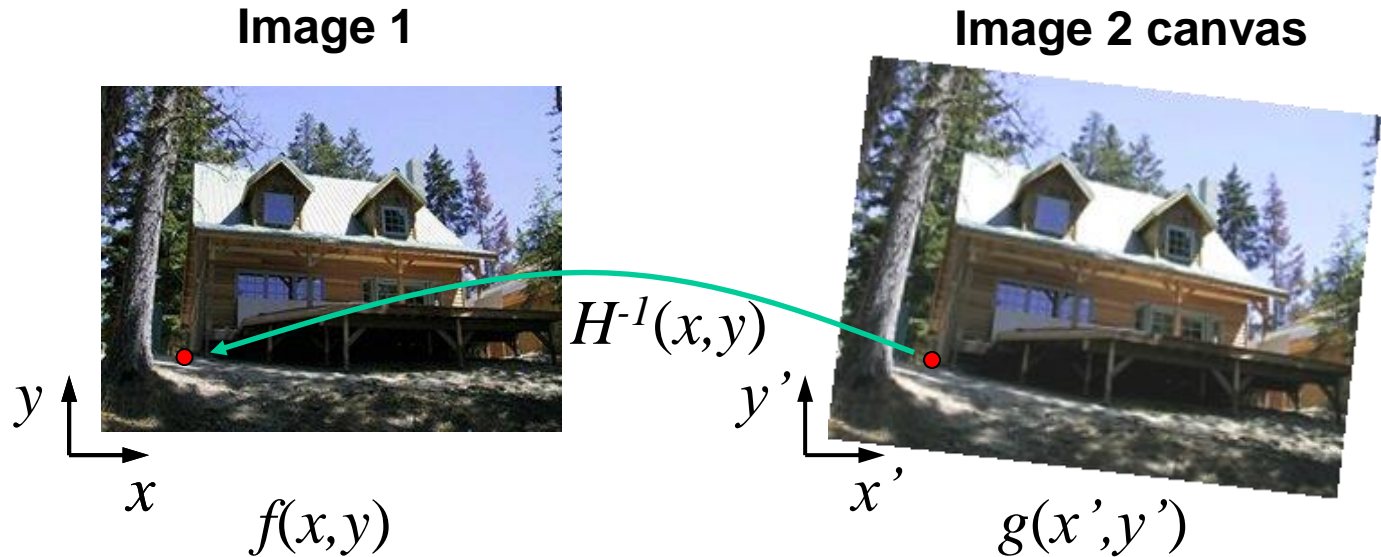 Image 1
Image 2 canvas
H⁻¹(x,y)
y
x
y’
x’
f(x,y)
g(x’,y’)